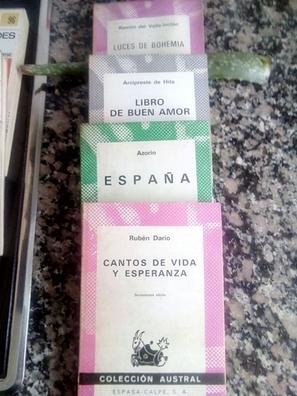 Ramón del Valle-Inclán
LUCES DE BOHEMIA
Arcipreste de Hita
LIBRO
DE BUEN AMOR
Azorín
ESPAÑA
Rubén Darío
CANTOS DE VIDA
Y ESPERANZA
COLECCIÓN AUSTRAL
ESPASA-CALPE, S. A.
DES